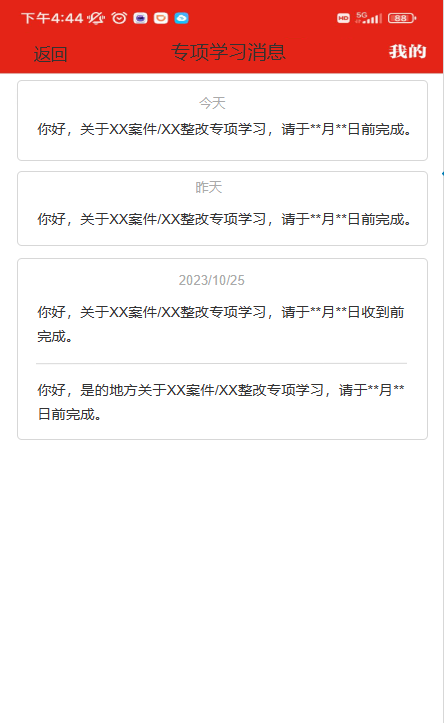 下午4:44 HD 5G 88
返回 专项学习消息 我的
今天
你好，关于XX案件/XX整改专项学习，请于**月**日前完成。
昨天
你好，关于XX案件/XX整改专项学习，请于**月**日前完成。
2023/10/25
你好，关于XX案件/XX整改专项学习，请于**月**日收到前
完成。
你好，是的地方关于XX案件/XX整改专项学习，请于**月**
日前完成。